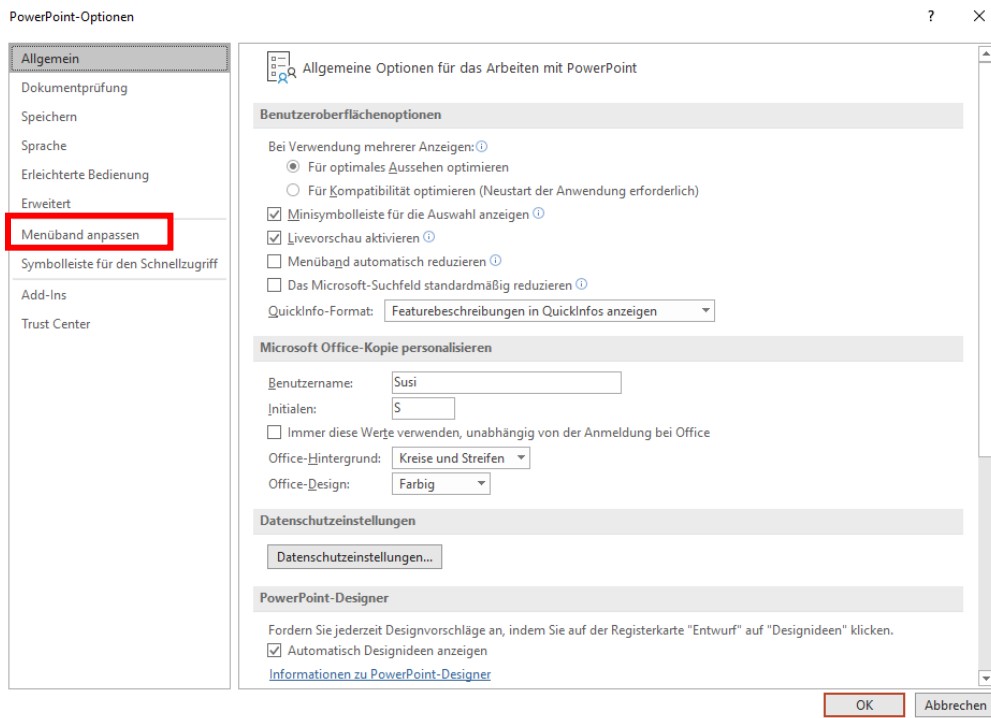 PowerPoint-Optionen
?
Allgemein
Dokumentprüfung
Speichern
Sprache
Erleichterte Bedienung
Erweitert
Menüband anpassen
Symbolleiste für den Schnellzugriff
Add-Ins
Trust Center
Allgemeine Optionen für das Arbeiten mit PowerPoint
Benutzeroberflächenoptionen
Bei Verwendung mehrerer Anzeigen:
Für optimales Aussehen optimieren
Für Kompatibilität optimieren (Neustart der Anwendung erforderlich)
Minisymbolleiste für die Auswahl anzeigen
Livevorschau aktivieren
Menüband automatisch reduzieren
Das Microsoft-Suchfeld standardmäßig reduzieren
QuickInfo-Format: Featurebeschreibungen in QuickInfos anzeigen
Microsoft Office-Kopie personalisieren
Benutzername: Susi
Initialen: S
Immer diese Werte verwenden, unabhängig von der Anmeldung bei Office
Office-Hintergrund: Kreise und Streifen
Office-Design: Farbig
Datenschutzeinstellungen
Datenschutzeinstellungen...
PowerPoint-Designer
Fordern Sie jederzeit Designvorschläge an, indem Sie auf der Registerkarte "Entwurf" auf "Designideen" klicken.
Automatisch Designideen anzeigen
Informationen zu PowerPoint-Designer
OK Abbrechen